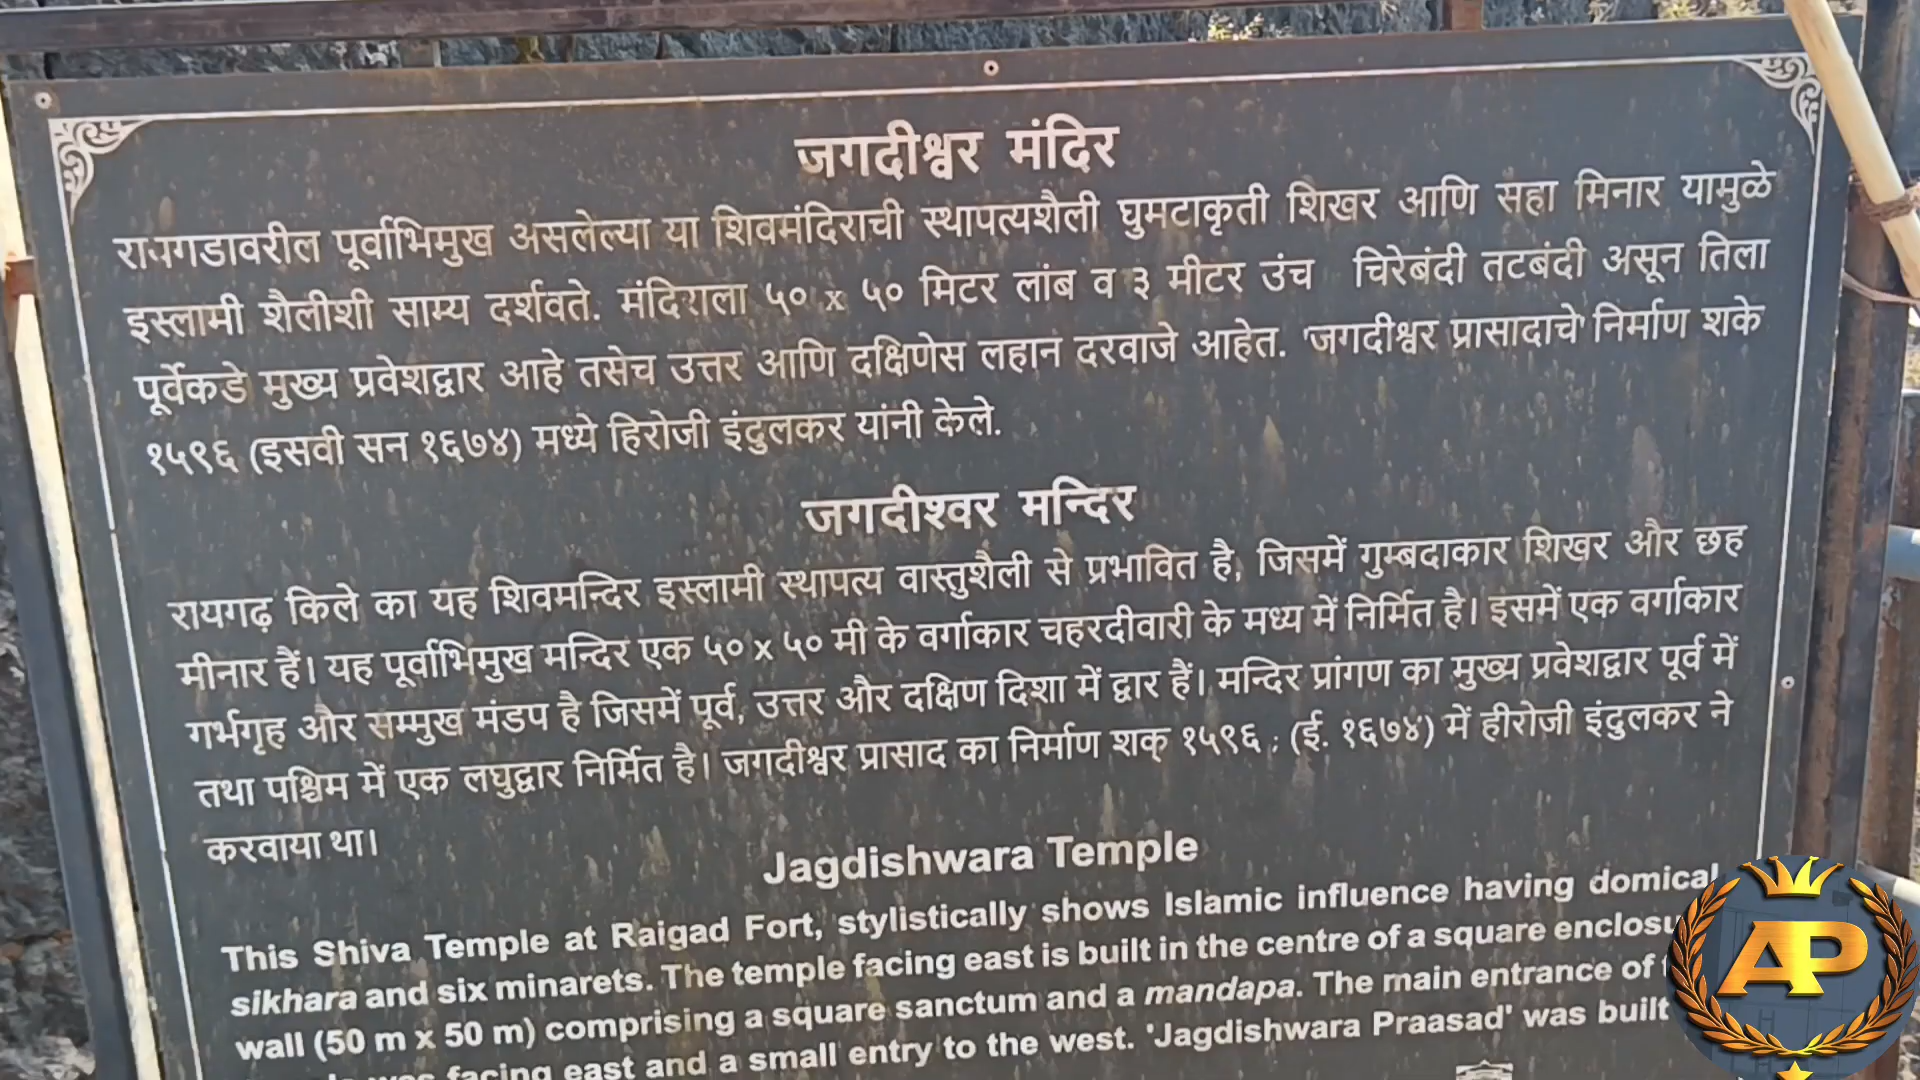 जगदीश्वर मंदिर
रायगडावरील पूर्वाभिमुख असलेल्या या शिवमंदिराची स्थापत्यशैली घुमटाकृती शिखर आणि सहा मिनार यामुळे
इस्लामी शैलीशी साम्य दर्शवते. मंदिराला ५० x ५० मिटर लांब व ३ मीटर उंच चिरेबंदी तटबंदी असून तिला
पूर्वेकडे मुख्य प्रवेशद्वार आहे तसेच उत्तर आणि दक्षिणेस लहान दरवाजे आहेत. 'जगदीश्वर प्रासादाचे' निर्माण शके
१५९६ (इसवी सन १६७४) मध्ये हिरोजी इंदुलकर यांनी केले.
जगदीश्वर मन्दिर
रायगढ़ किले का यह शिवमन्दिर इस्लामी स्थापत्य वास्तुशैली से प्रभावित है, जिसमें गुम्बदाकार शिखर और छह
मीनार हैं। यह पूर्वाभिमुख मन्दिर एक ५० x ५० मी के वर्गाकार चहरदीवारी के मध्य में निर्मित है। इसमें एक वर्गाकार
गर्भगृह और सम्मुख मंडप है जिसमें पूर्व, उत्तर और दक्षिण दिशा में द्वार हैं। मन्दिर प्रांगण का मुख्य प्रवेशद्वार पूर्व में
तथा पश्चिम में एक लघुद्वार निर्मित है। जगदीश्वर प्रासाद का निर्माण शक् १५९६ ; (ई. १६७४) में हीरोजी इंदुलकर ने
करवाया था।
Jagdishwara Temple
This Shiva Temple at Raigad Fort, stylistically shows Islamic influence having domical
sikhara and six minarets. The temple facing east is built in the centre of a square
wall (50 m x 50 m) comprising a square sanctum and a mandapa. The main entrance of
facing east and a small entry to the west. 'Jagdishwara Praasad' was built
AP